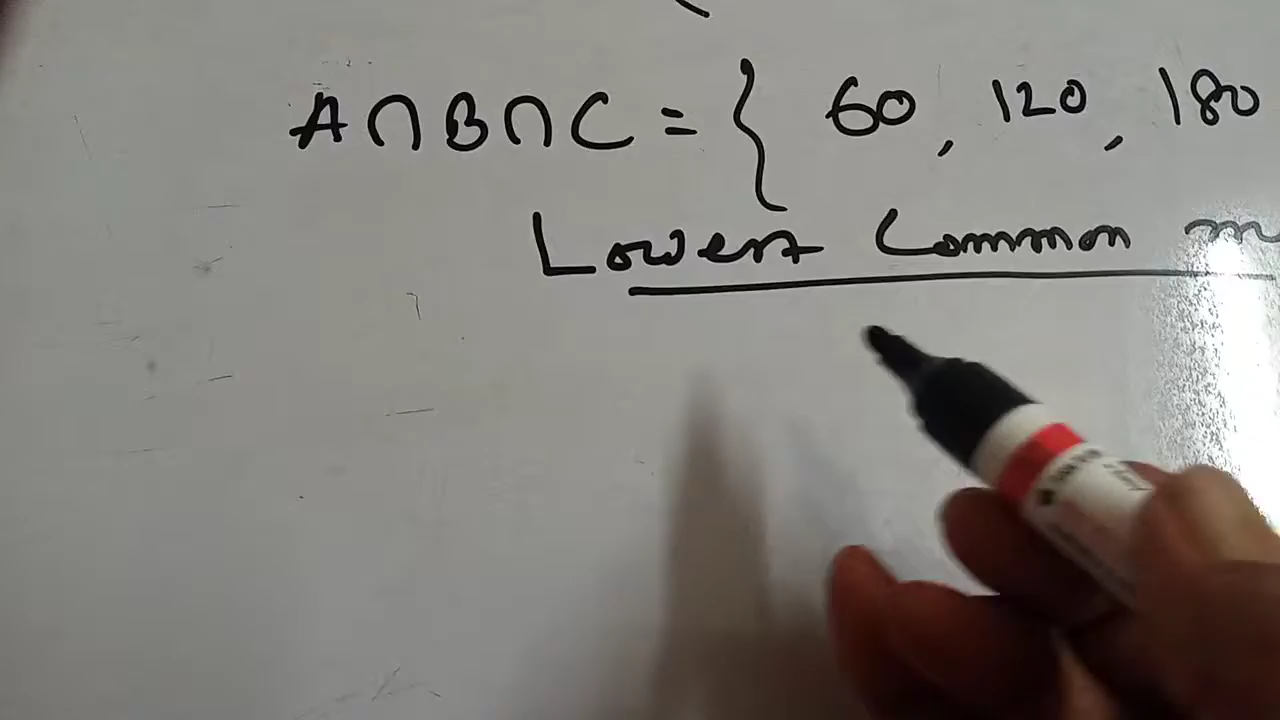 A∩B∩C = { 60, 120, 180
Lowest Common m